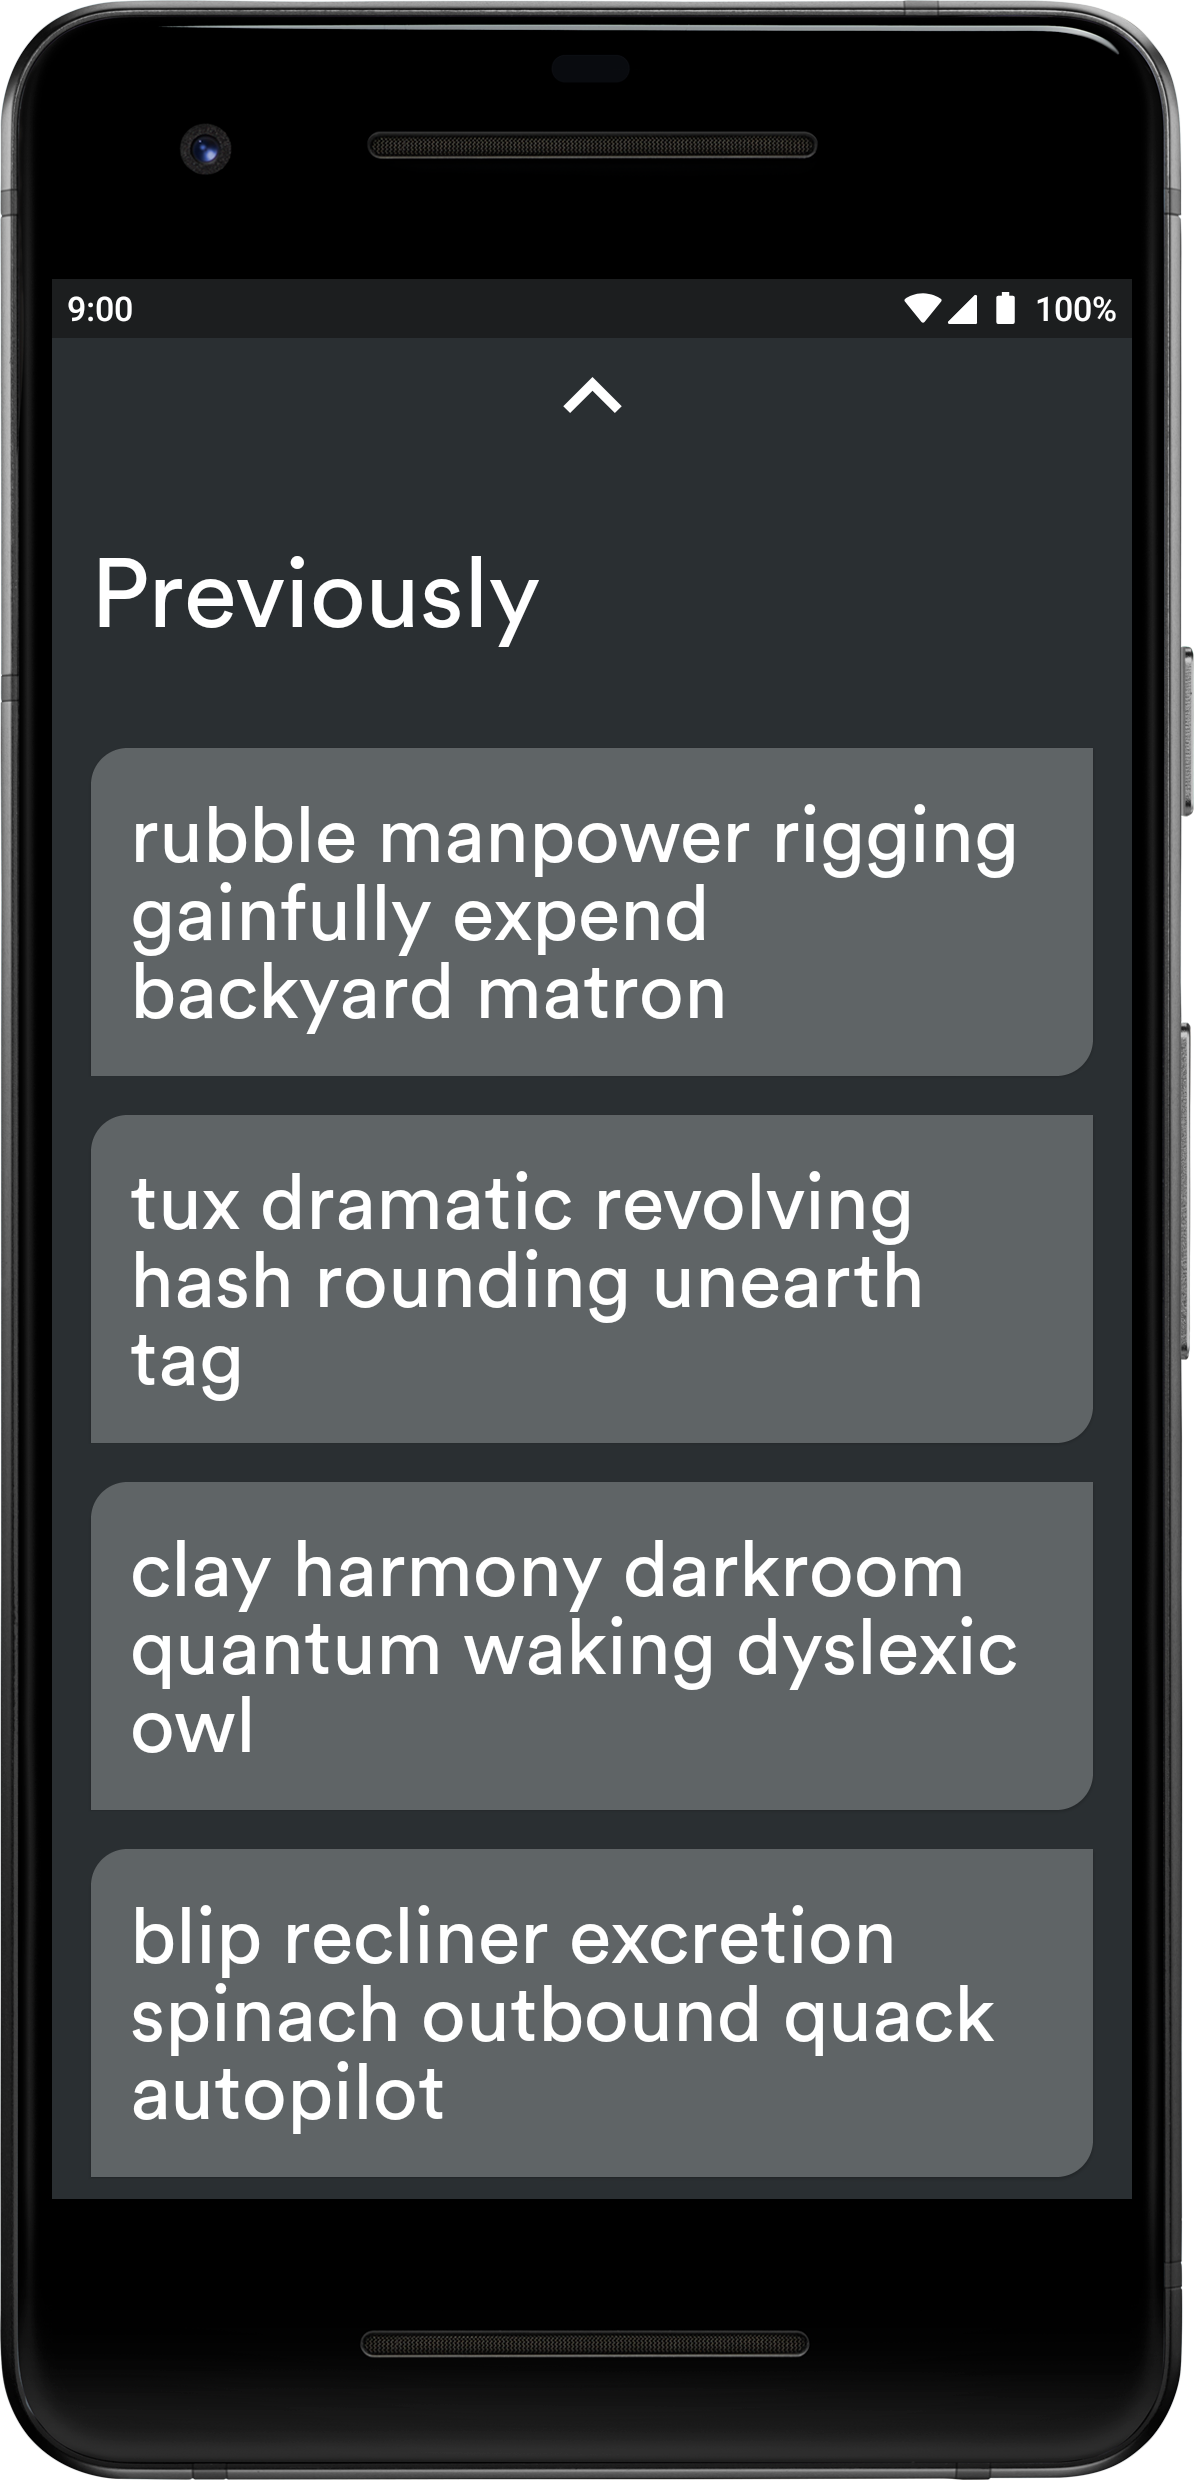 9:00 100%
Previously
rubble manpower rigging
gainfully expend
backyard matron
tux dramatic revolving
hash rounding unearth
tag
clay harmony darkroom
quantum waking dyslexic
owl
blip recliner excretion
spinach outbound quack
autopilot